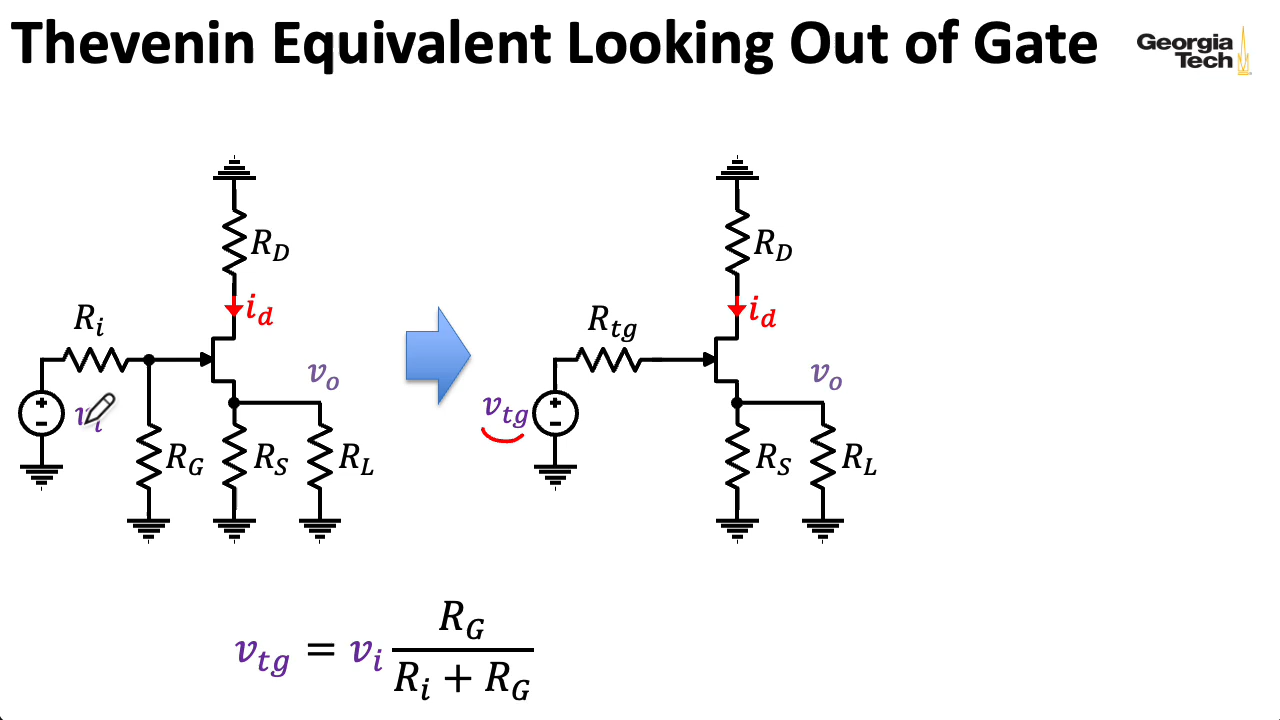 Thevenin Equivalent Looking Out of Gate
Georgia
Tech
R_D
R_D
i_d
i_d
R_i
R_tg
v_o
v_o
v_i
v_tg
R_G
R_S
R_L
R_S
R_L
v_tg = v_i R_G / (R_i + R_G)